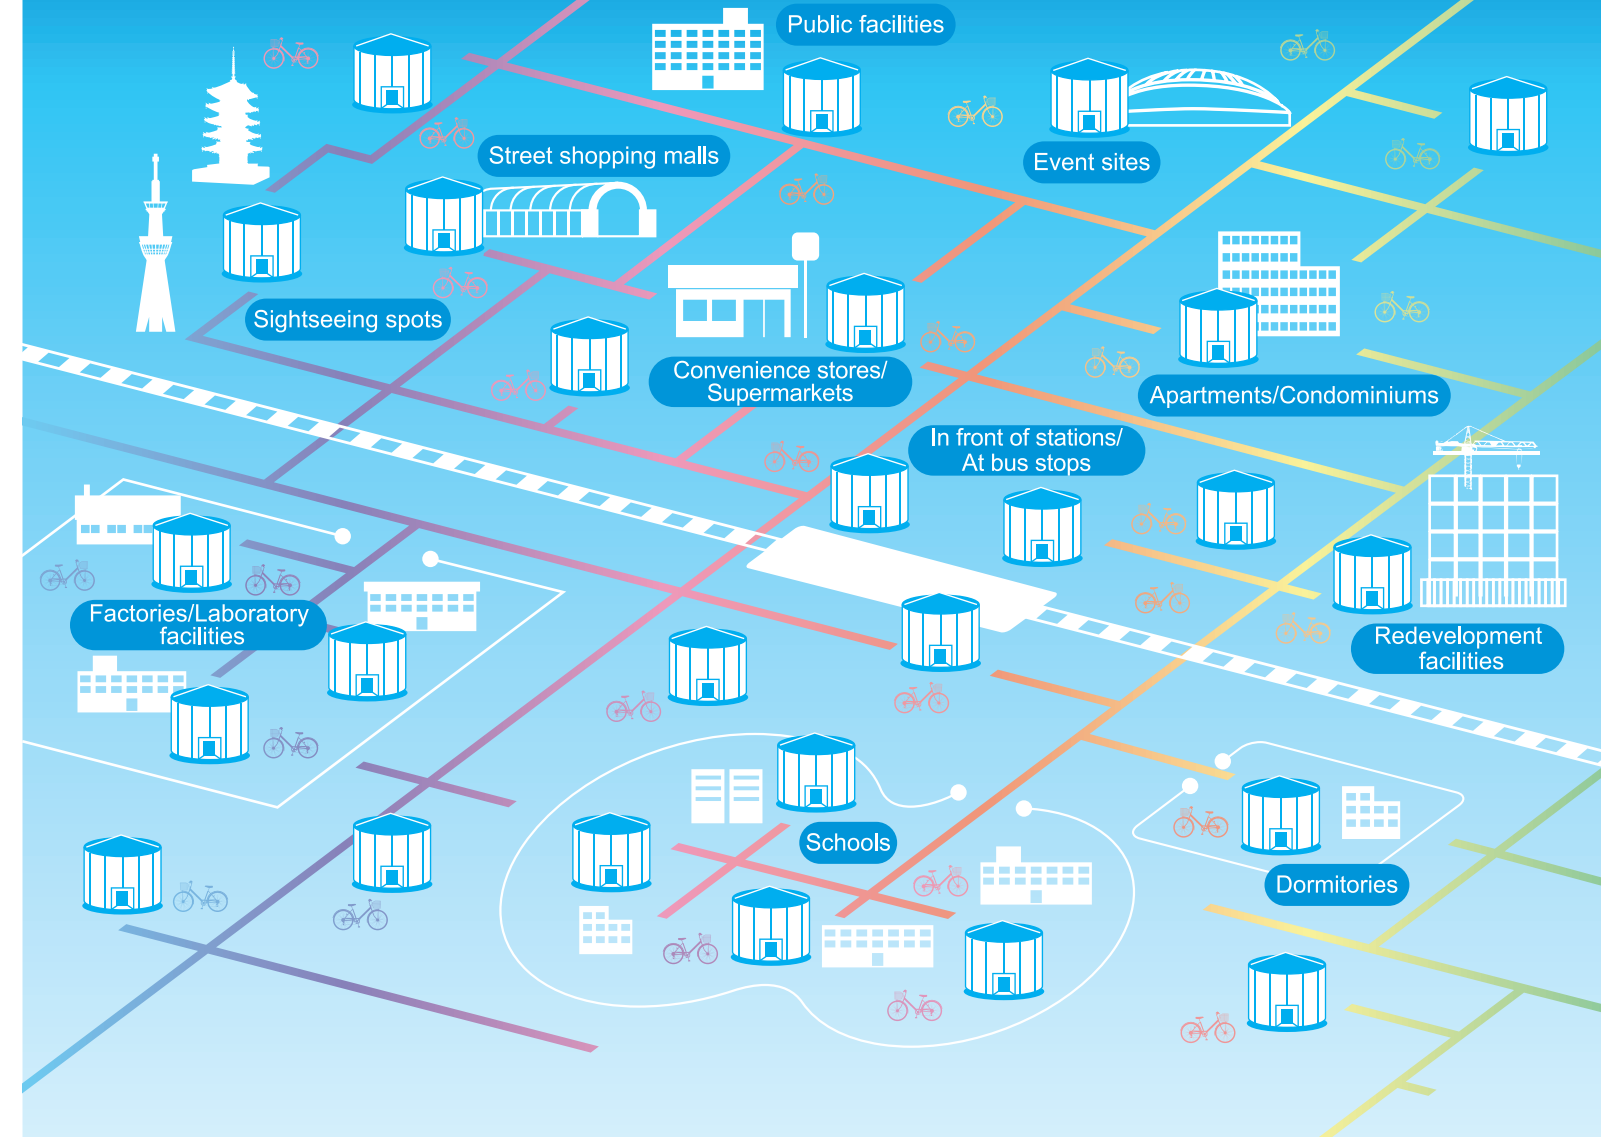 Public facilities
Street shopping malls
Event sites
Sightseeing spots
Convenience stores/
Supermarkets
Apartments/Condominiums
In front of stations/
At bus stops
Factories/Laboratory
facilities
Redevelopment
facilities
Schools
Dormitories